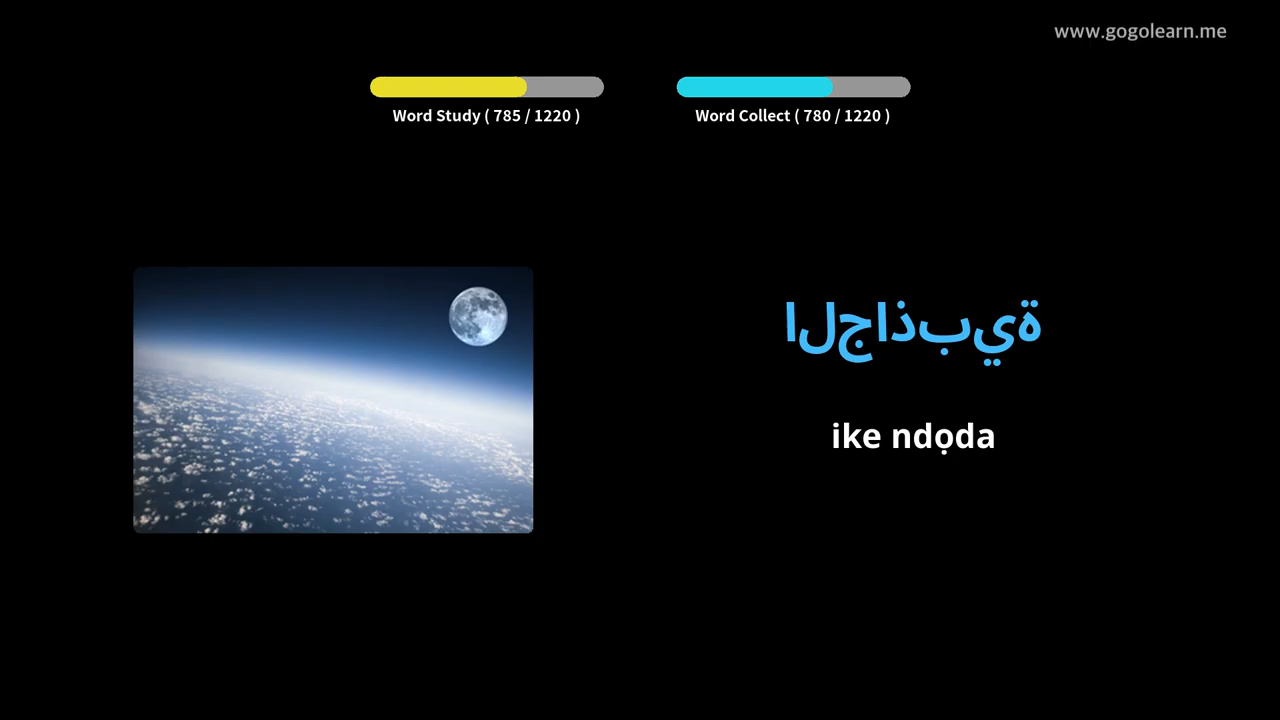 www.gogolearn.me
Word Study ( 785 / 1220 )
Word Collect ( 780 / 1220 )
الجاذبية
ike ndọda